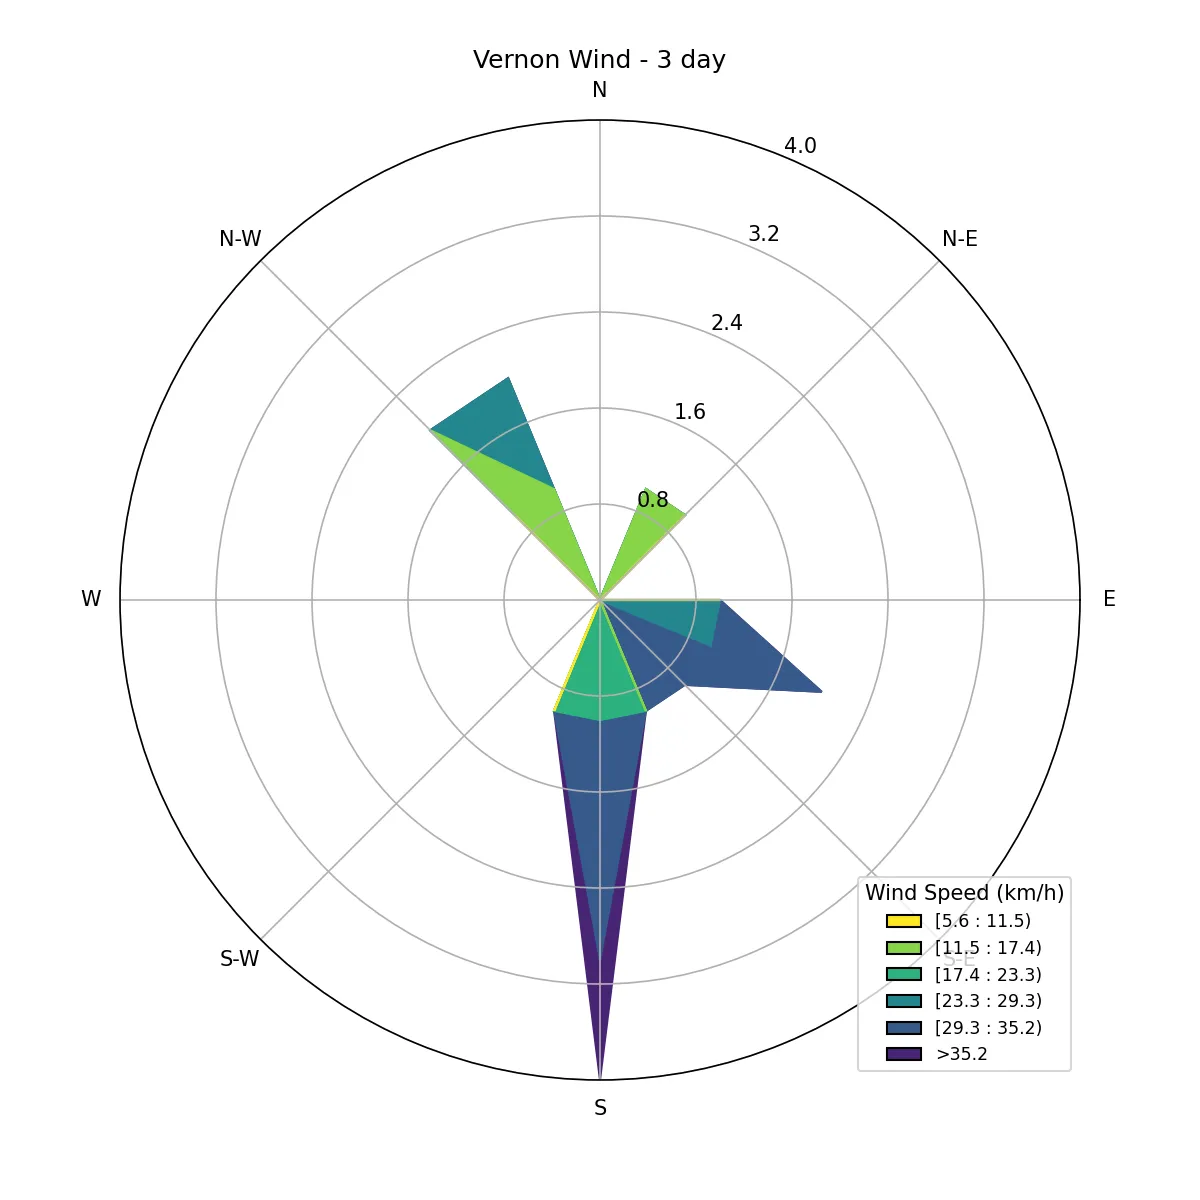 Vernon Wind - 3 day
N
4.0
N-W
3.2
N-E
2.4
1.6
0.8
W
E
Wind Speed (km/h)
[5.6 : 11.5)
[11.5 : 17.4)
[17.4 : 23.3)
[23.3 : 29.3)
[29.3 : 35.2)
>35.2
S-W
S-E
S